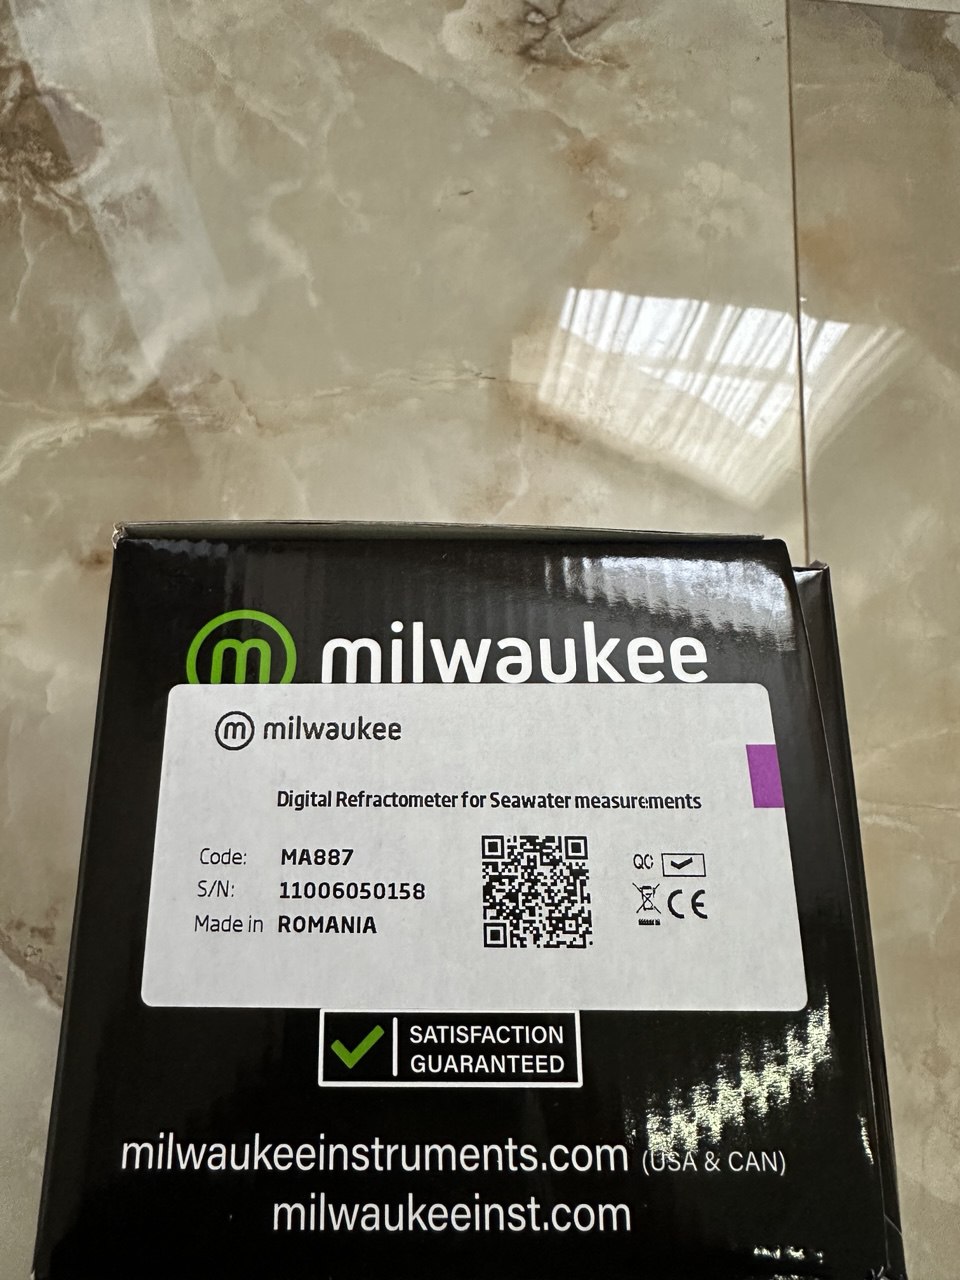 milwaukee
milwaukee
Digital Refractometer for Seawater measurements
Code: MA887
S/N: 11006050158
Made in ROMANIA
QC
CE
SATISFACTION
GUARANTEED
milwaukeeinstruments.com (USA & CAN)
milwaukeeinst.com